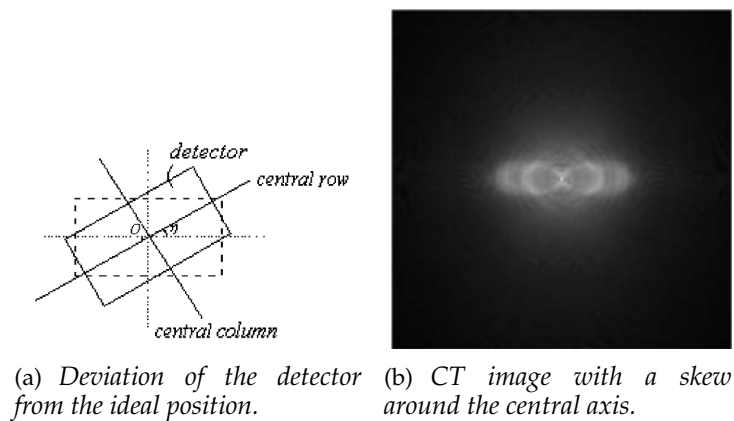 detector
central row
O
η
central column
(a) Deviation of the detector
from the ideal position.
(b) CT image with a skew
around the central axis.